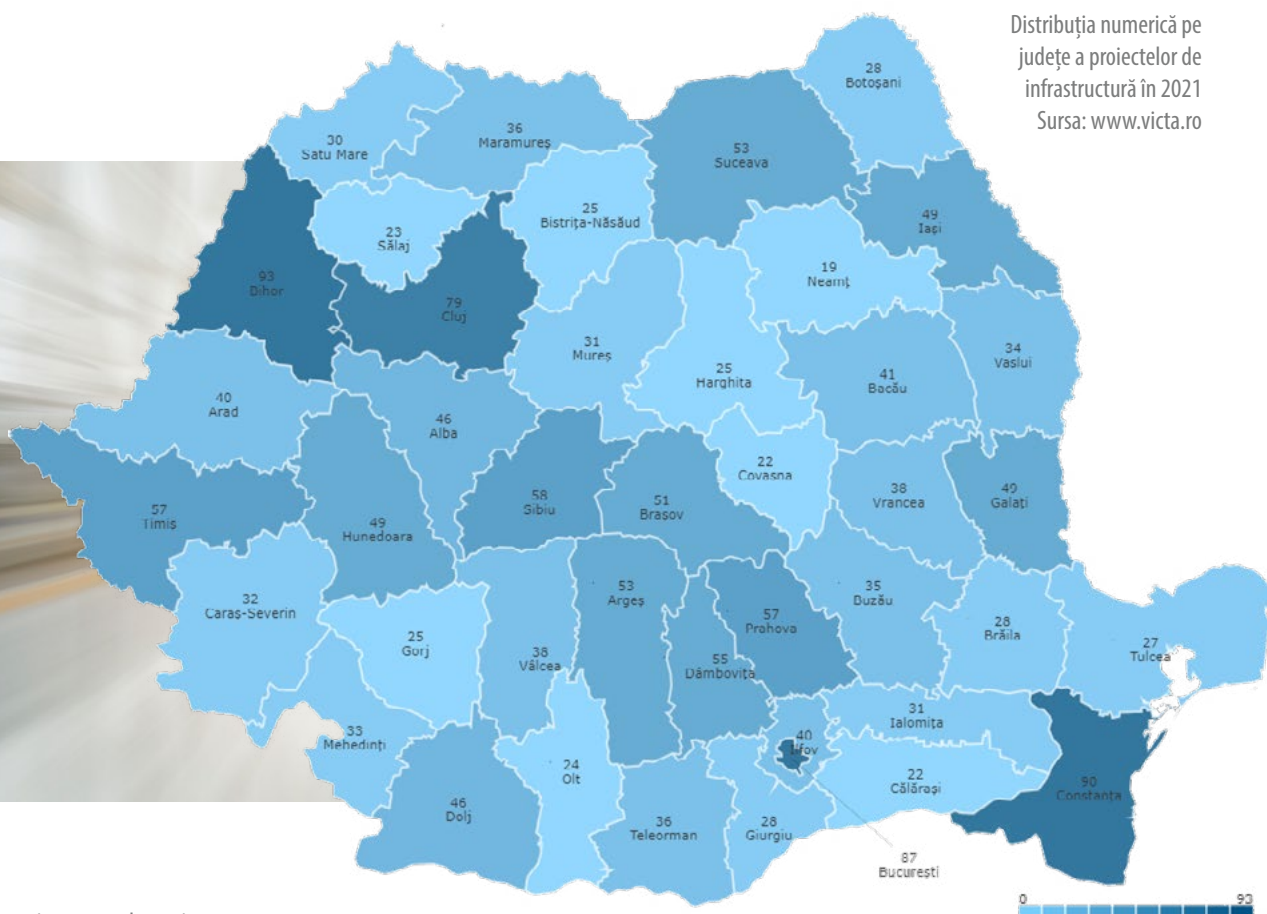 Distribuția numerică pe
județe a proiectelor de
infrastructură în 2021
Sursa: www.victa.ro
28
Botoșani
30
Satu Mare
36
Maramureș
53
Suceava
25
Bistrița-Năsăud
49
Iași
23
Sălaj
19
Neamț
93
Bihor
79
Cluj
31
Mureș
25
Harghita
34
Vaslui
41
Bacău
40
Arad
46
Alba
22
Covasna
57
Timiș
49
Hunedoara
58
Sibiu
51
Brașov
38
Vrancea
49
Galați
32
Caraș-Severin
25
Gorj
38
Vâlcea
53
Argeș
55
Dâmbovița
57
Prahova
35
Buzău
28
Brăila
27
Tulcea
33
Mehedinți
31
Ialomița
40
Ilfov
46
Dolj
24
Olt
36
Teleorman
28
Giurgiu
22
Călărași
90
Constanța
87
București
0 93